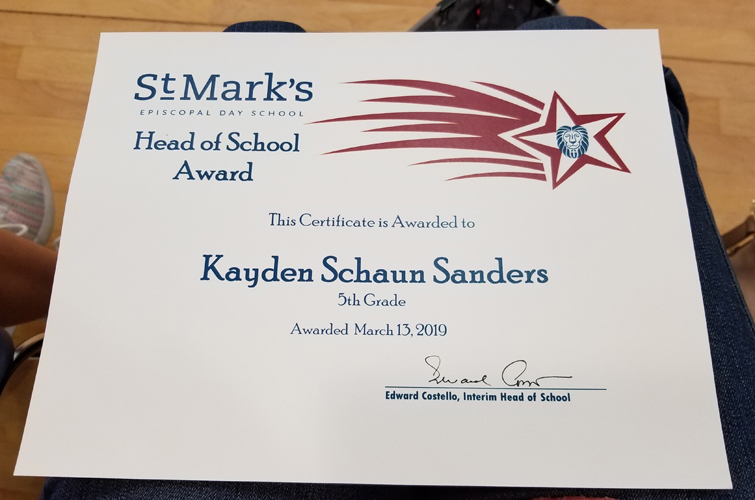 St Mark's
EPISCOPAL DAY SCHOOL
Head of School
Award
This Certificate is Awarded to
Kayden Schaun Sanders
5th Grade
Awarded March 13, 2019
Edward Costello, Interim Head of School